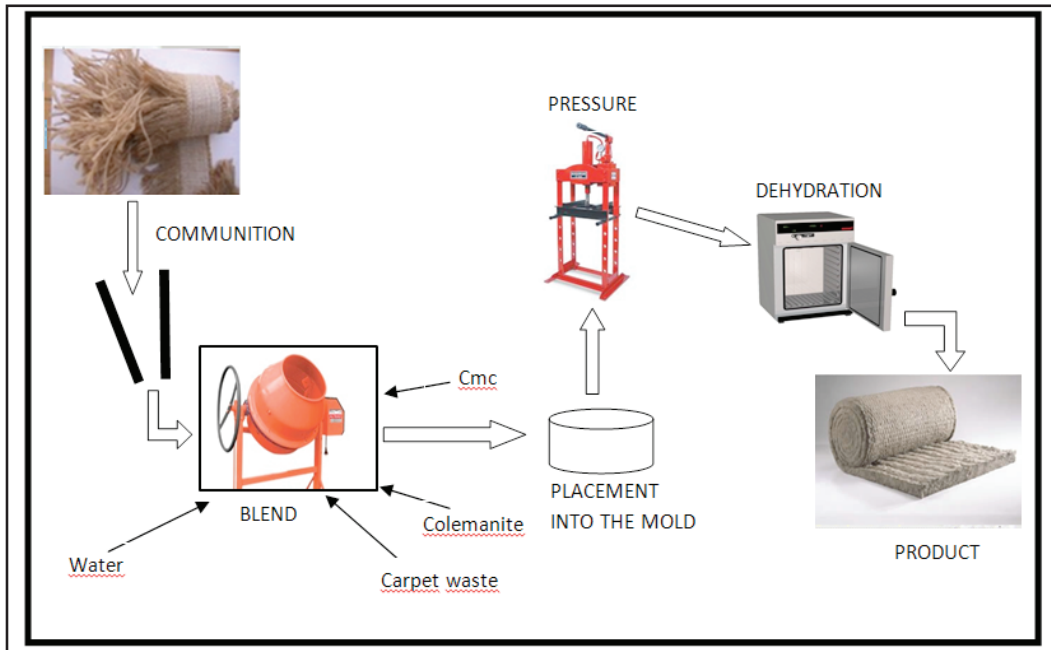 PRESSURE
DEHYDRATION
COMMUNITION
Cmc
PLACEMENT
INTO THE MOLD
BLEND
Colemanite
Water
Carpet waste
PRODUCT